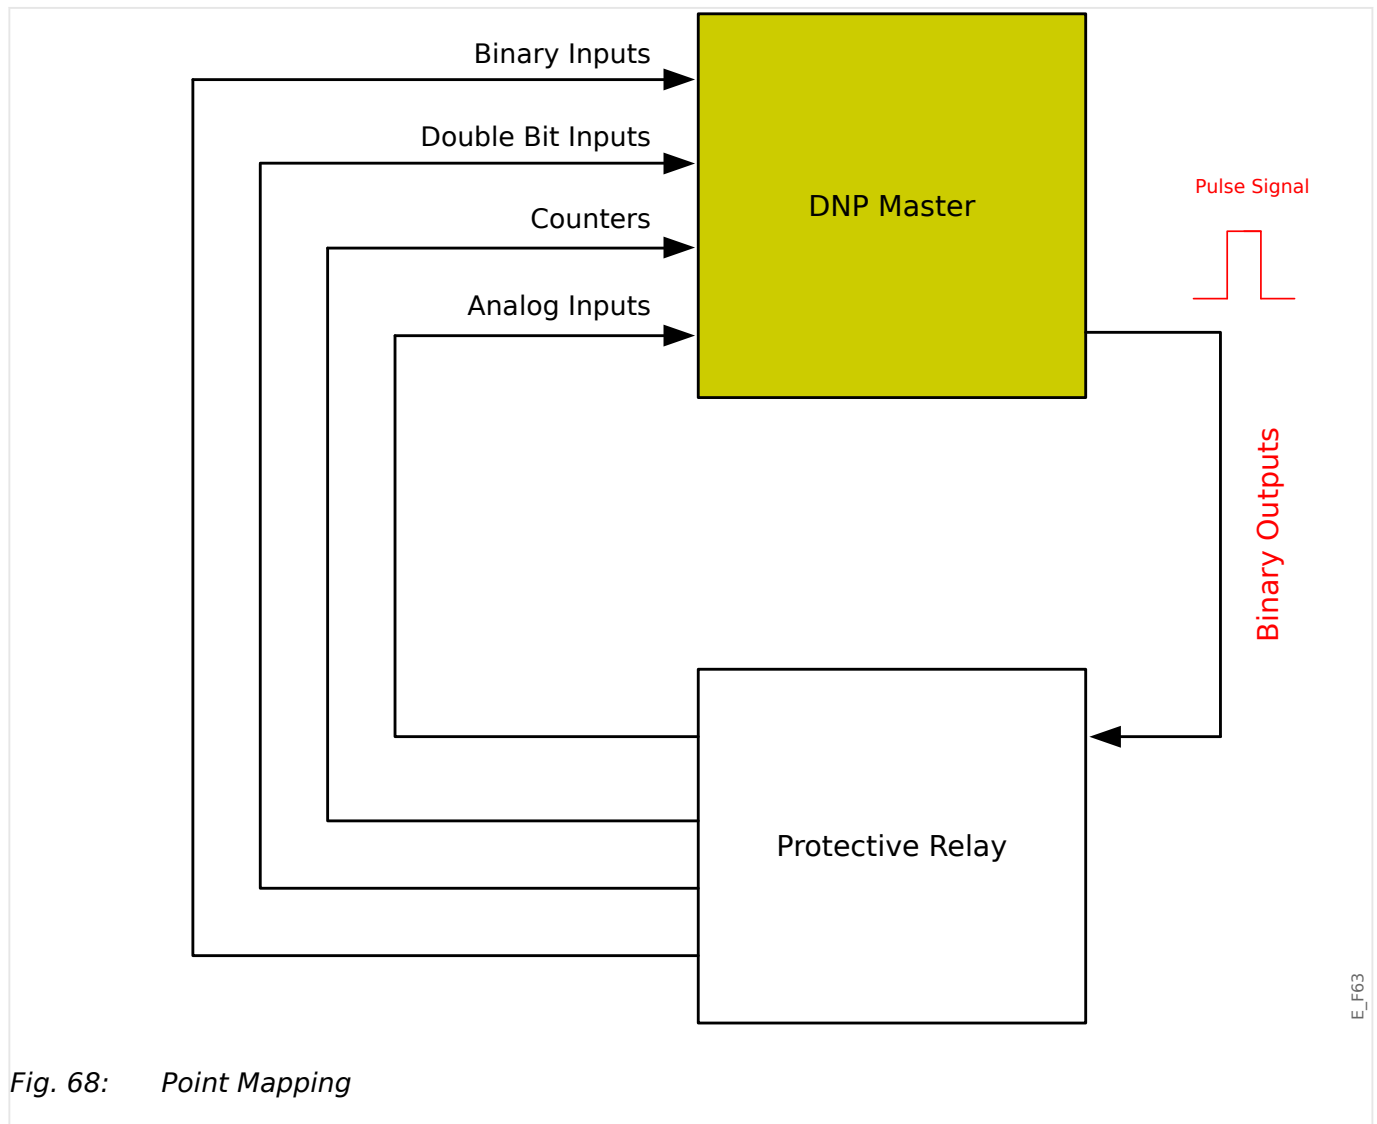 Binary Inputs
Double Bit Inputs
Counters
Analog Inputs
DNP Master
Pulse Signal
Binary Outputs
Protective Relay
E_F63
Fig. 68: Point Mapping